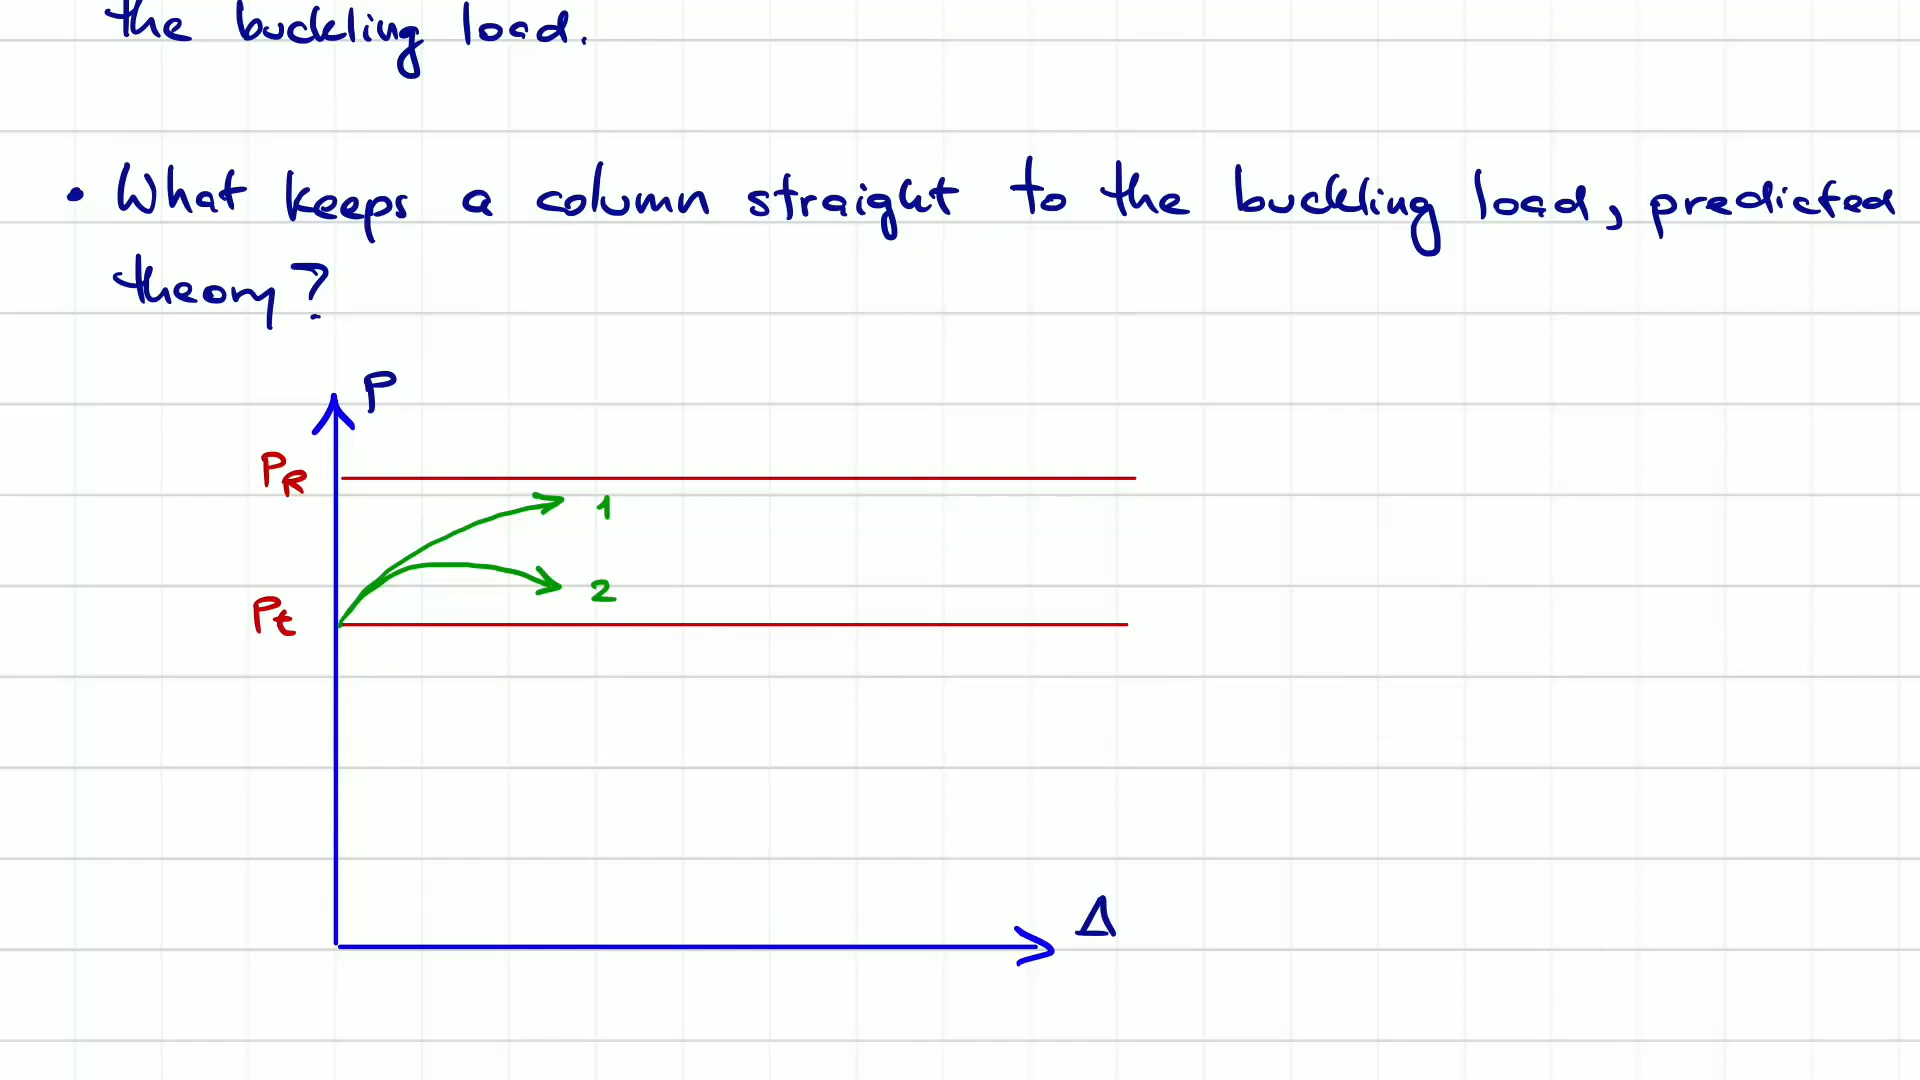 the buckling load.
• What keeps a column straight to the buckling load, predicted
theory?
P
PR
1
2
Pt
Δ